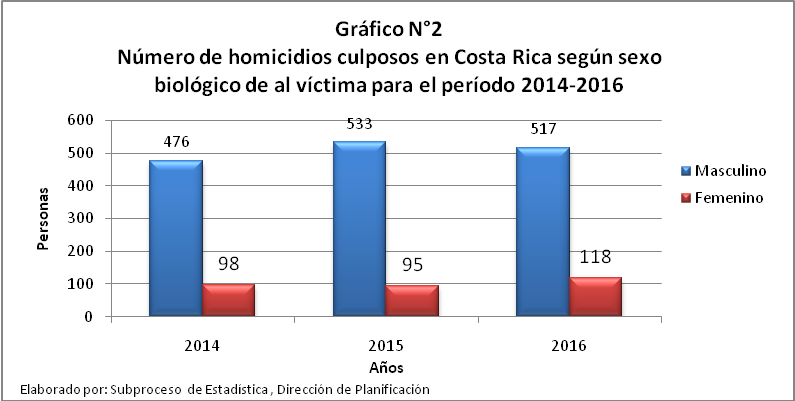 Gráfico N°2
Número de homicidios culposos en Costa Rica según sexo
biológico de al víctima para el período 2014-2016
600
500
400
300
200
100
0
Personas
476
98
533
95
517
118
2014
2015
2016
Años
Masculino
Femenino
Elaborado por: Subproceso de Estadística, Dirección de Planificación